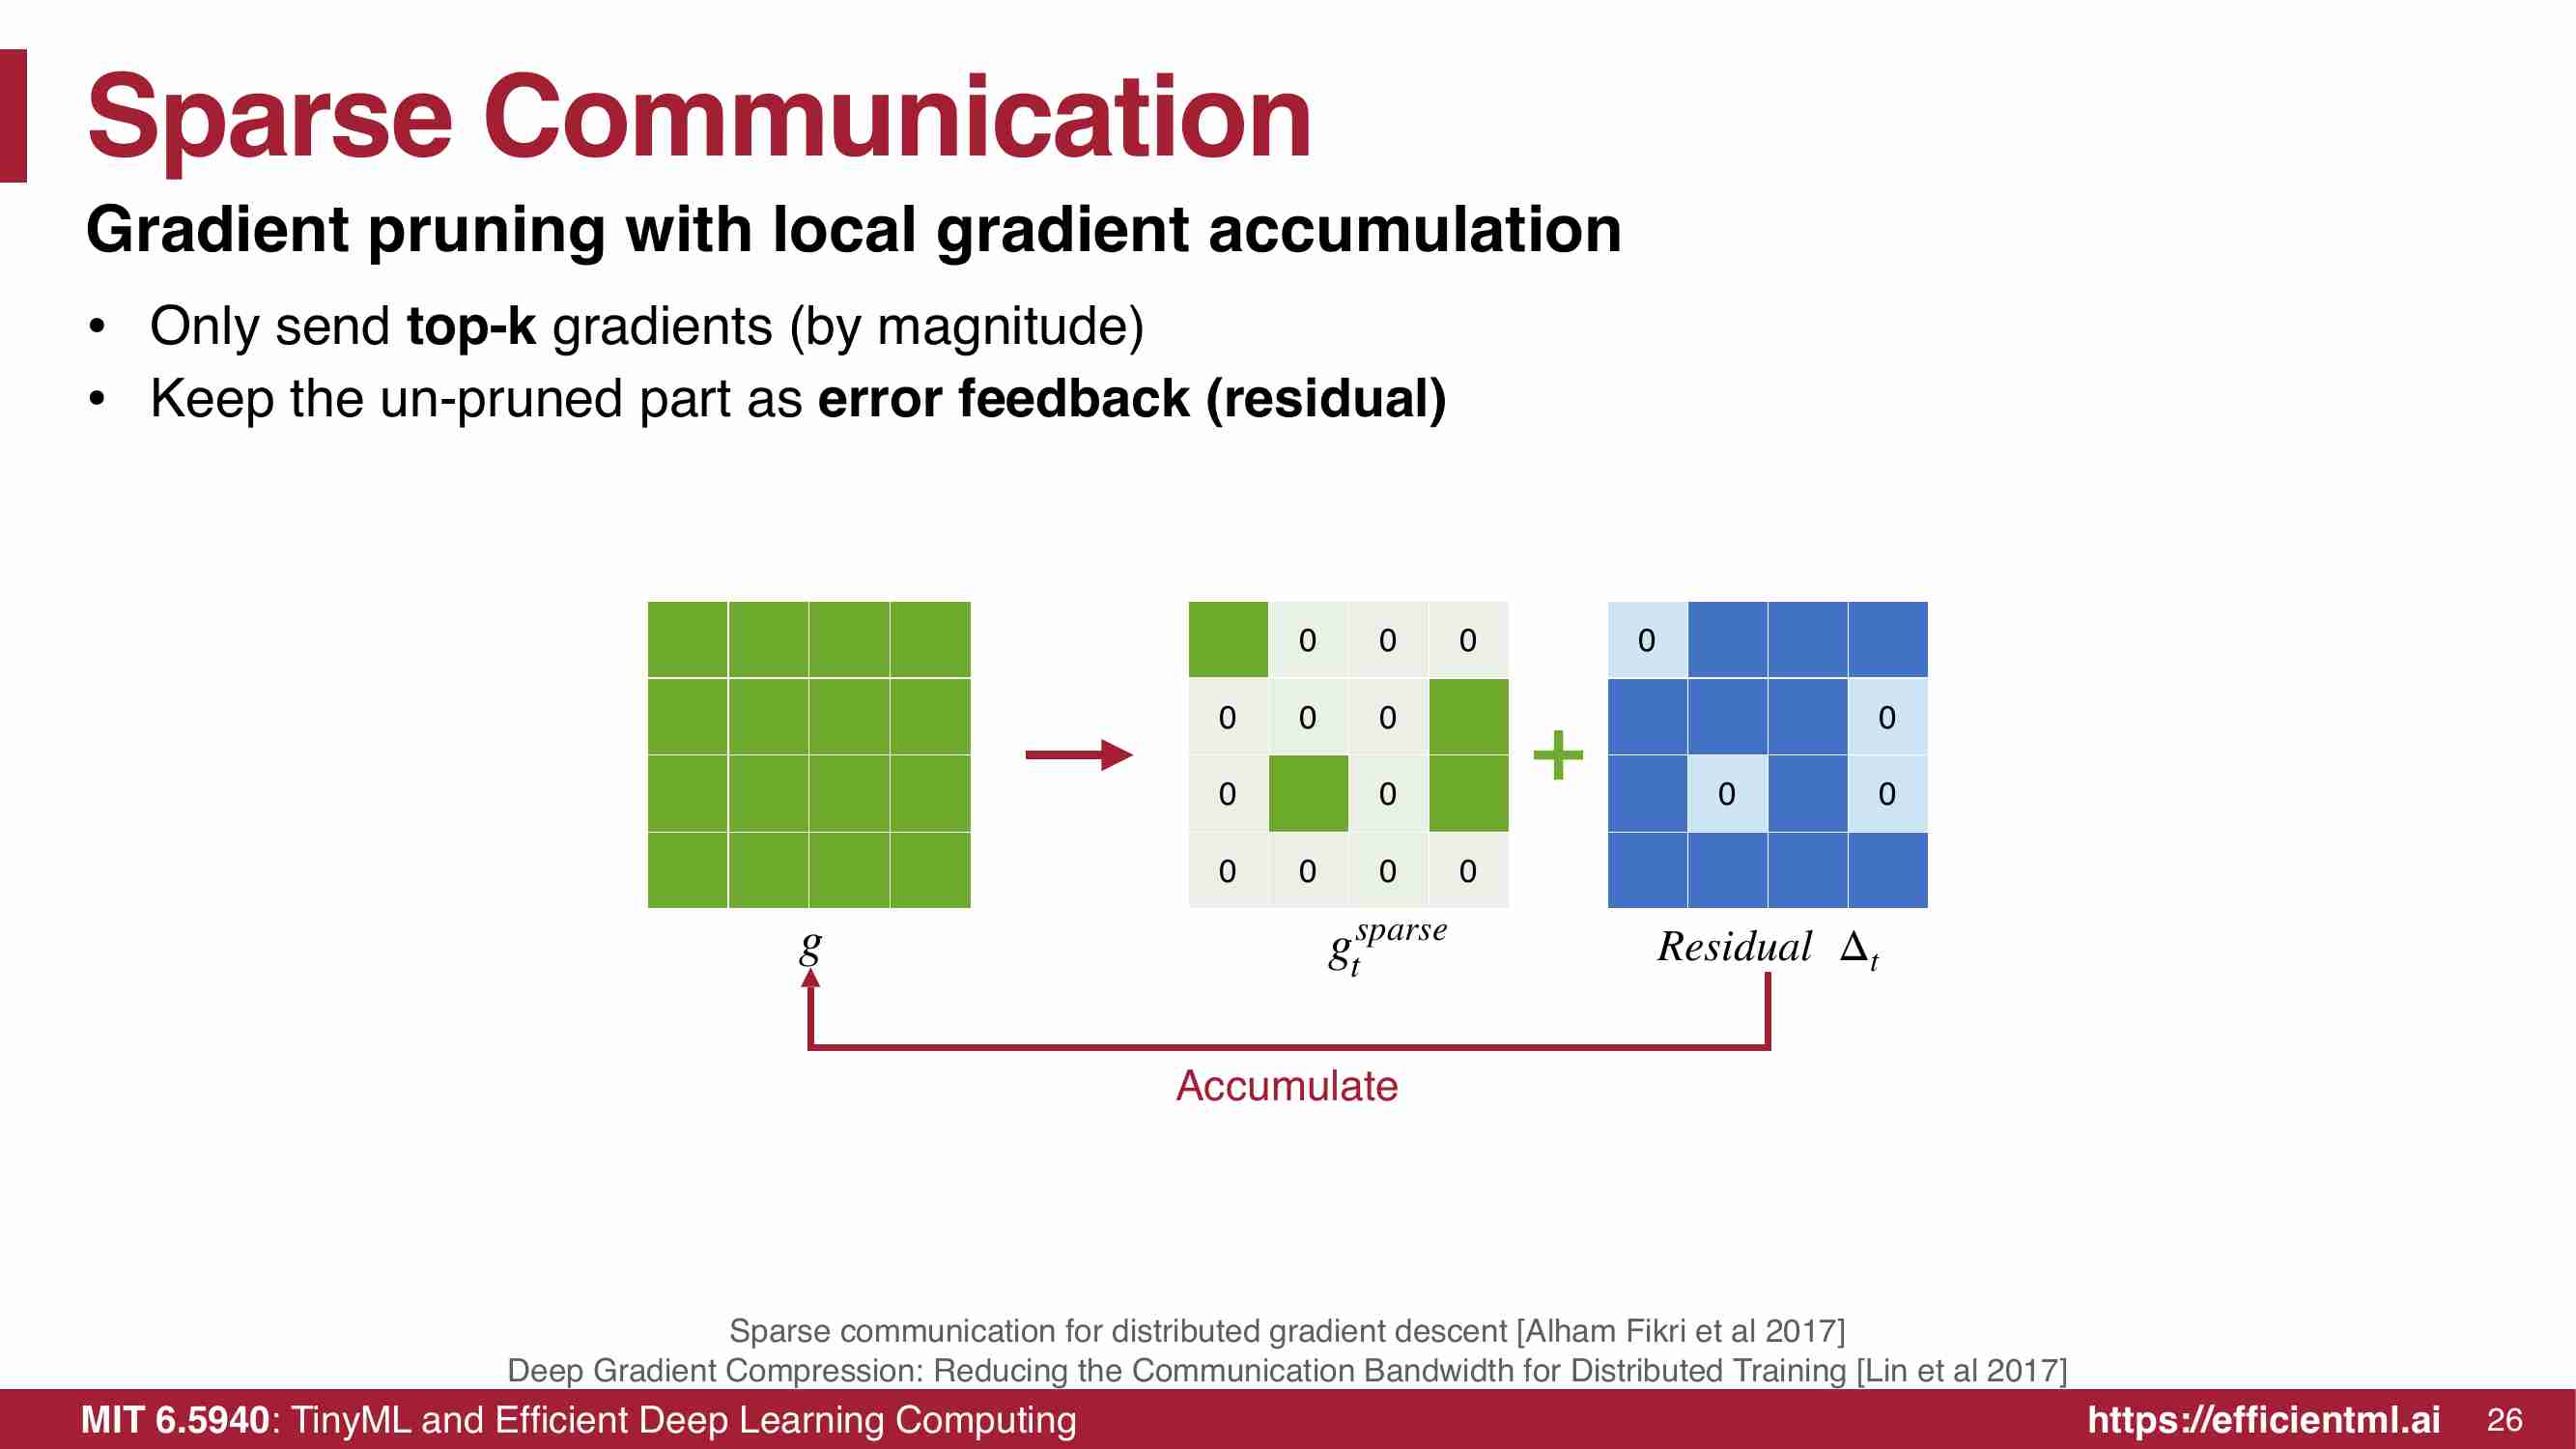 Sparse Communication
Gradient pruning with local gradient accumulation
• Only send top-k gradients (by magnitude)
• Keep the un-pruned part as error feedback (residual)
0 0 0 0
0 0 0 0
0 0 0 0
0 0 0 0
g g_t^{sparse} Residual Δ_t
Accumulate
Sparse communication for distributed gradient descent [Alham Fikri et al 2017]
Deep Gradient Compression: Reducing the Communication Bandwidth for Distributed Training [Lin et al 2017]
MIT 6.5940: TinyML and Efficient Deep Learning Computing https://efficientml.ai 26